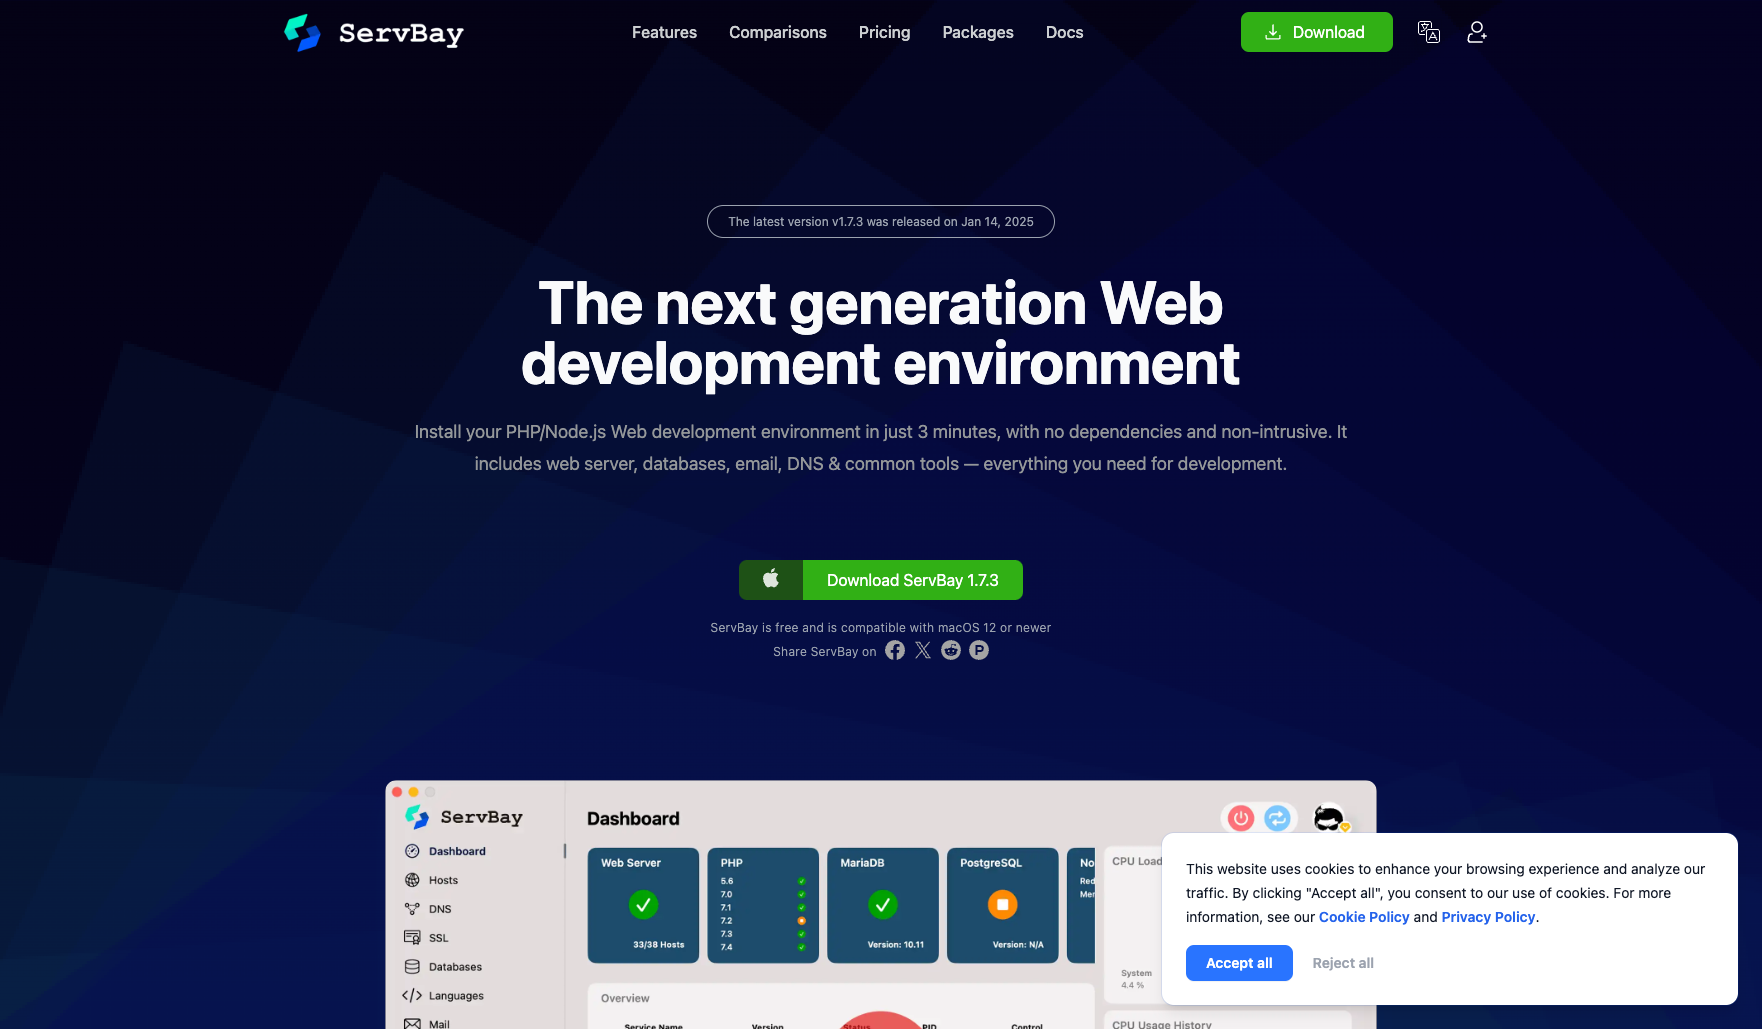 ServBay
Features
Comparisons
Pricing
Packages
Docs
Download
The latest version v1.7.3 was released on Jan 14, 2025
The next generation Web
development environment
Install your PHP/Node.js Web development environment in just 3 minutes, with no dependencies and non-intrusive. It
includes web server, databases, email, DNS & common tools — everything you need for development.
Download ServBay 1.7.3
ServBay is free and is compatible with macOS 12 or newer
Share ServBay on
ServBay
Dashboard
Hosts
DNS
SSL
Databases
Languages
Mail
Dashboard
Web Server
33/38 Hosts
PHP
5.6
7.0
7.1
7.2
7.3
7.4
MariaDB
Version: 10.11
PostgreSQL
Version: N/A
No
Red
Mer
CPU Load
System
4.4 %
Overview
Service Name
Version
Status
PID
Control
CPU Usage History
This website uses cookies to enhance your browsing experience and analyze our
traffic. By clicking "Accept all", you consent to our use of cookies. For more
information, see our Cookie Policy and Privacy Policy.
Accept all
Reject all